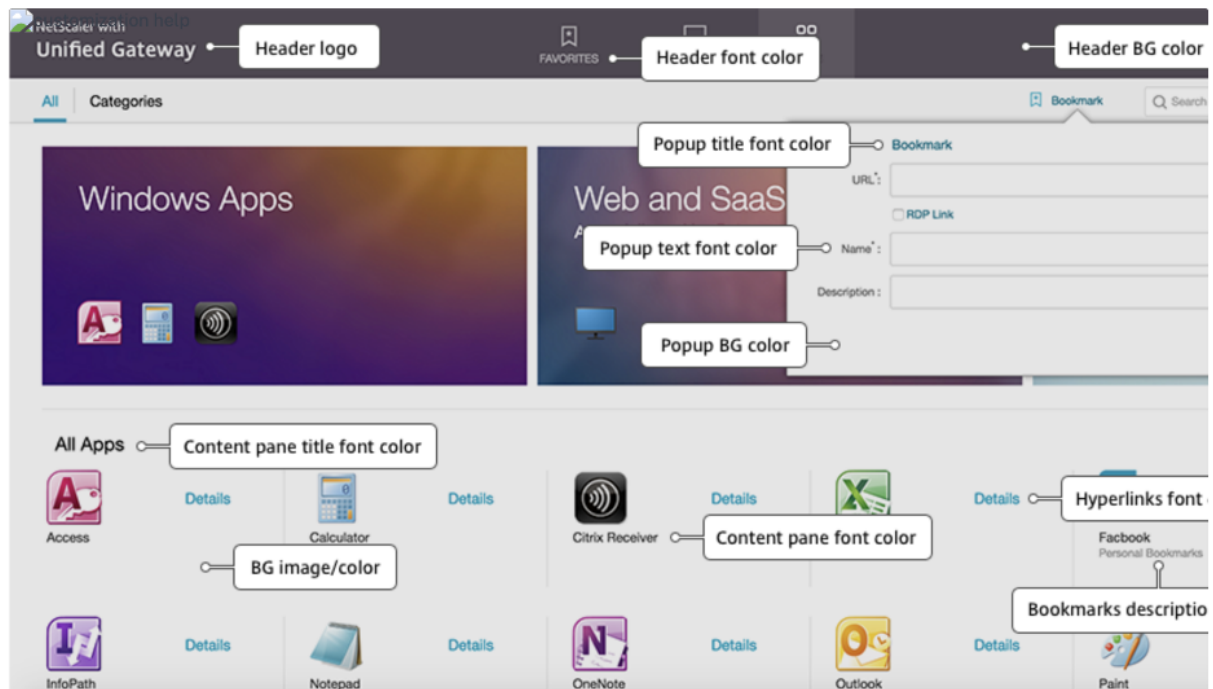 customization help
NetScaler with
Unified Gateway
Header logo
FAVORITES
Header font color
Header BG color
All
Categories
Bookmark
Search
Popup title font color
Bookmark
URL*:
RDP Link
Windows Apps
Web and SaaS
A
Popup text font color
Name*:
Description :
Popup BG color
All Apps
Content pane title font color
Details
Details
Details
Details
Hyperlinks font
Access
Calculator
Citrix Receiver
Content pane font color
Facbook
Personal Bookmarks
BG image/color
Bookmarks descriptio
Details
Details
Details
Details
InfoPath
Notepad
OneNote
Outlook
Paint